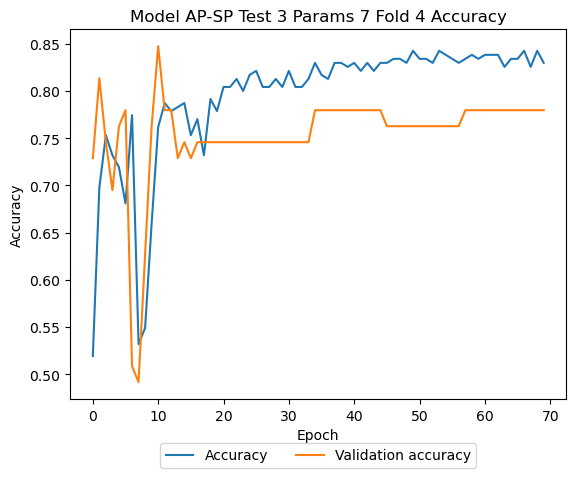 Model AP-SP Test 3 Params 7 Fold 4 Accuracy
0.85
0.80
0.75
0.70
0.65
0.60
0.55
0.50
Accuracy
0 10 20 30 40 50 60 70
Epoch
Accuracy Validation accuracy